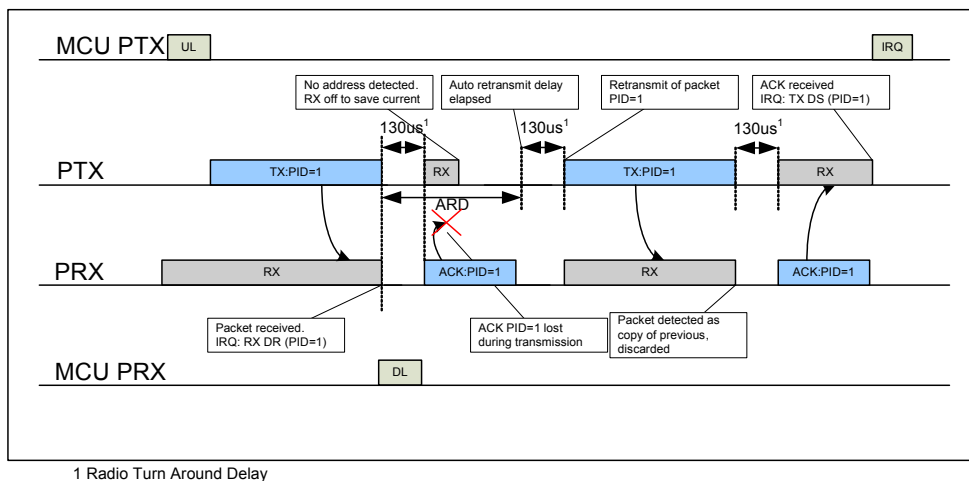 MCU PTX
UL
IRQ
No address detected.
RX off to save current
Auto retransmit delay
elapsed
Retransmit of packet
PID=1
ACK received
IRQ: TX DS (PID=1)
130us1
130us1
130us1
PTX
TX:PID=1
RX
TX:PID=1
RX
ARD
PRX
RX
ACK:PID=1
RX
ACK:PID=1
Packet received.
IRQ: RX DR (PID=1)
ACK PID=1 lost
during transmission
Packet detected as
copy of previous,
discarded
MCU PRX
DL
1 Radio Turn Around Delay